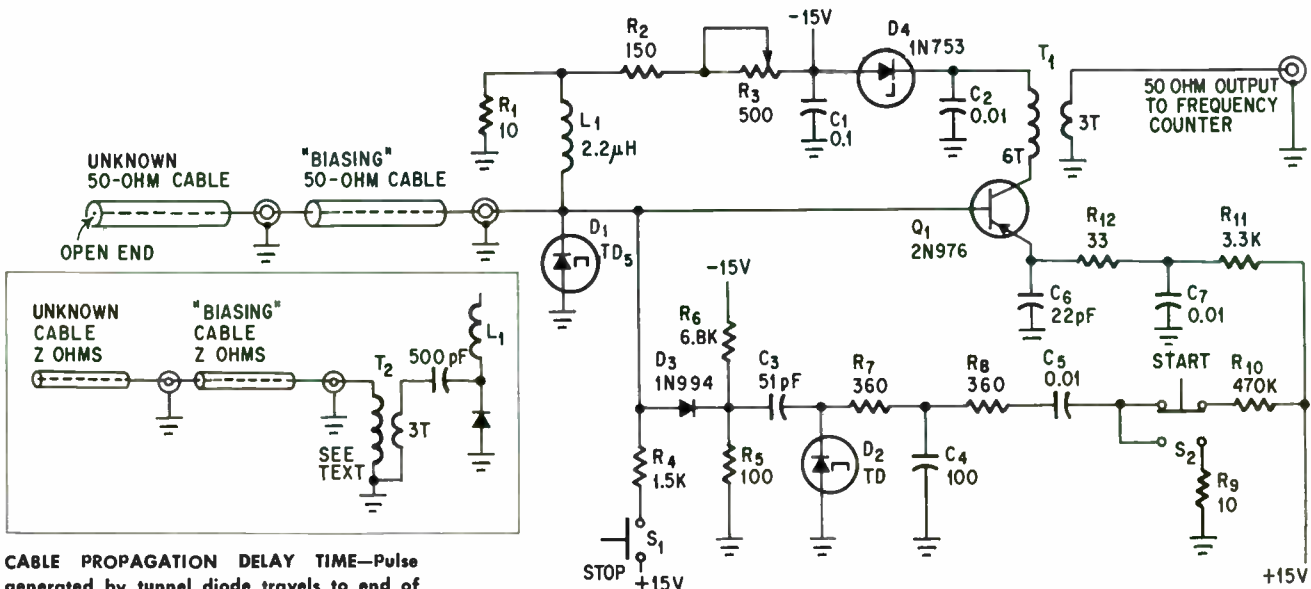 -15V
R2
150
R3
500
D4
1N753
T1
C1
0.1
C2
0.01
6T
3T
50 OHM OUTPUT
TO FREQUENCY
COUNTER
R1
10
L1
2.2µH
UNKNOWN
50-OHM CABLE
"BIASING"
50-OHM CABLE
OPEN END
D1
TD5
Q1
2N976
R12
33
R11
3.3K
C6
22pF
C7
0.01
-15V
R6
6.8K
D3
1N994
C3
51pF
R7
360
R8
360
C5
0.01
START
R10
470K
R4
1.5K
R5
100
D2
TD
C4
100
S2
R9
10
S1
STOP
+15V
+15V
UNKNOWN
CABLE
Z OHMS
"BIASING"
CABLE
Z OHMS
T2
500 pF
L1
3T
SEE
TEXT
CABLE PROPAGATION DELAY TIME—Pulse
generated by tunnel diode travels to end of